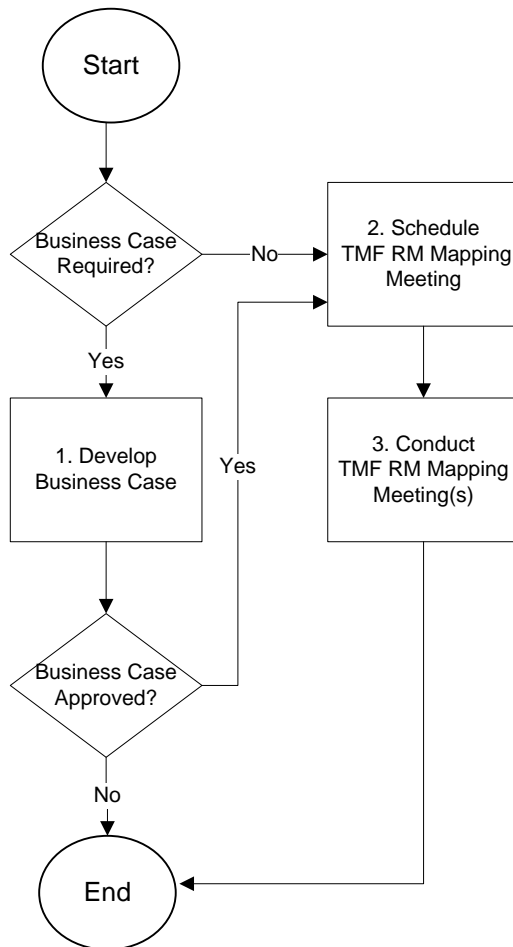 Start
Business Case
Required?
No
2. Schedule
TMF RM Mapping
Meeting
Yes
1. Develop
Business Case
Yes
3. Conduct
TMF RM Mapping
Meeting(s)
Business Case
Approved?
No
End